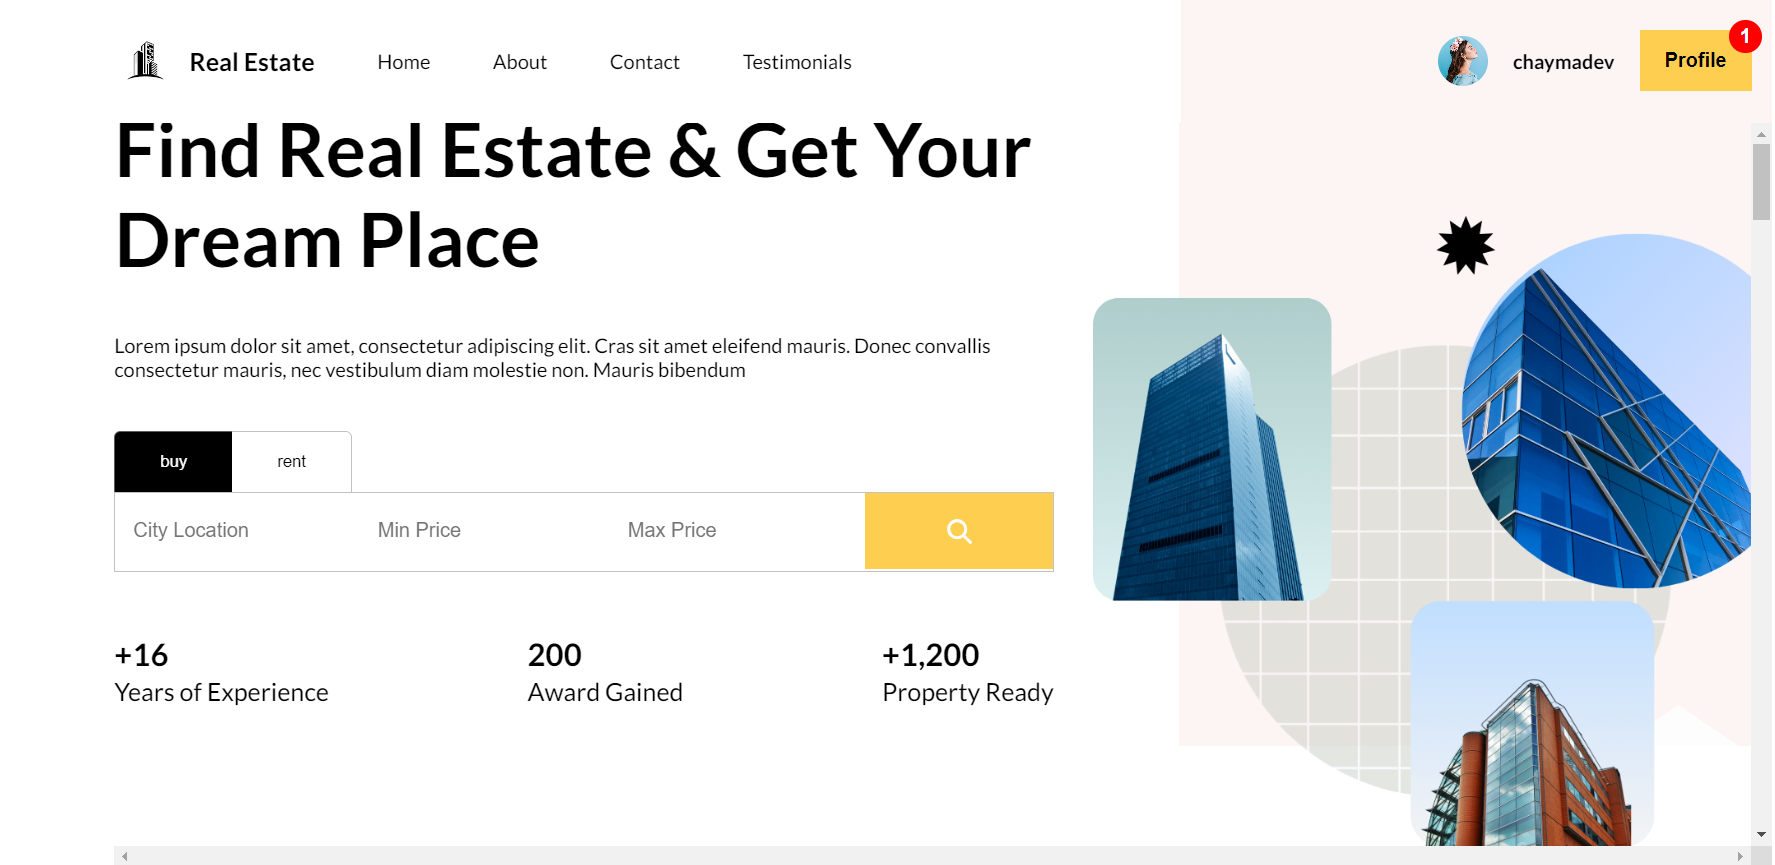 Real Estate
Home
About
Contact
Testimonials
chaymadev
Profile
1
Find Real Estate & Get Your
Dream Place
Lorem ipsum dolor sit amet, consectetur adipiscing elit. Cras sit amet eleifend mauris. Donec convallis
consectetur mauris, nec vestibulum diam molestie non. Mauris bibendum
buy
rent
City Location
Min Price
Max Price
+16
Years of Experience
200
Award Gained
+1,200
Property Ready